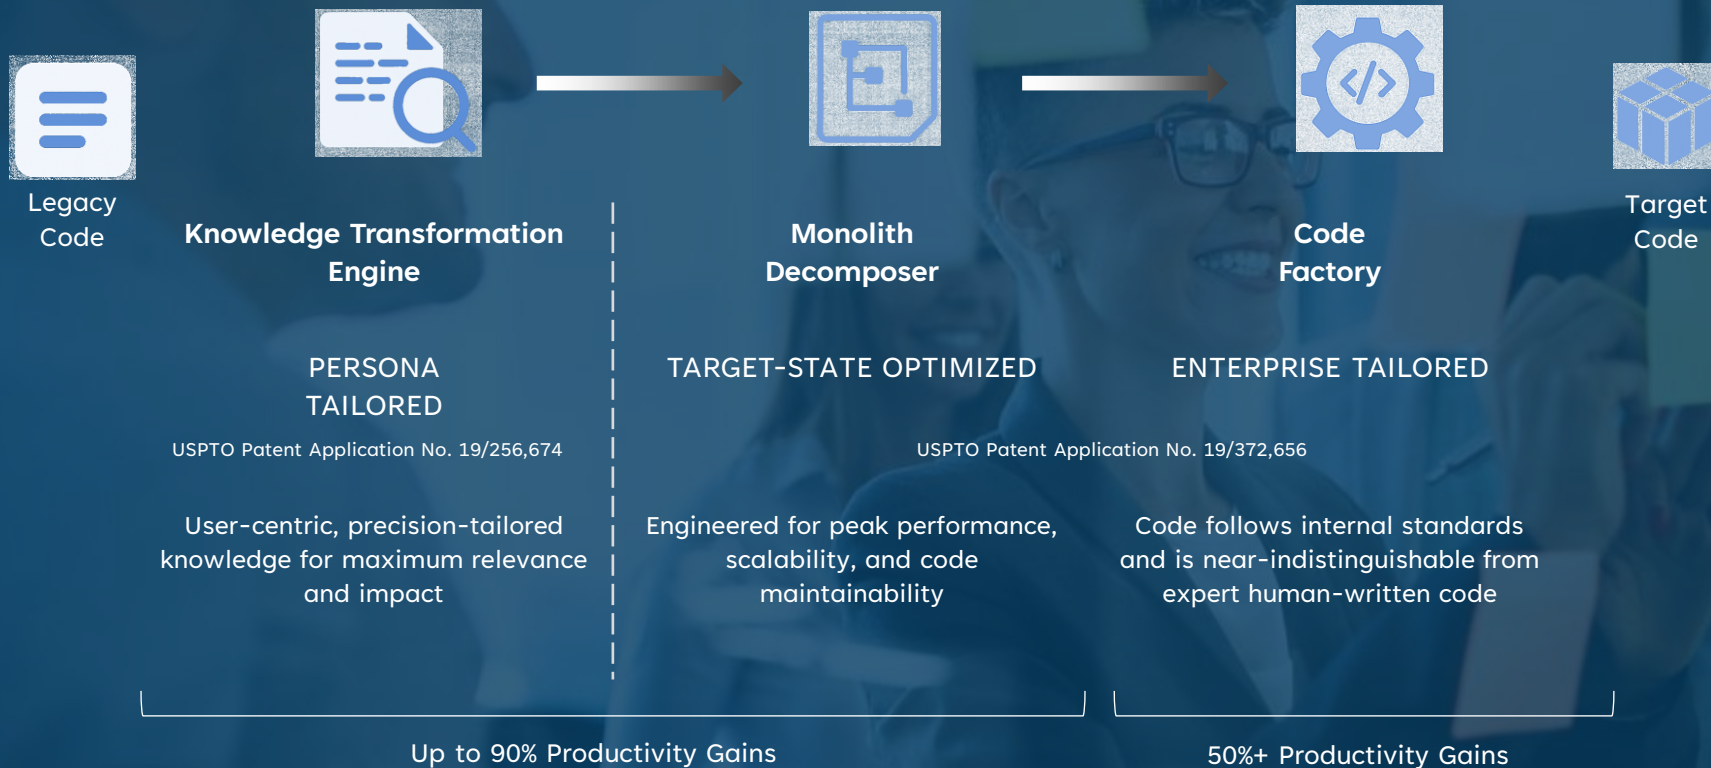 Legacy
Code
Knowledge Transformation
Engine
PERSONA
TAILORED
USPTO Patent Application No. 19/256,674
User-centric, precision-tailored
knowledge for maximum relevance
and impact
Monolith
Decomposer
TARGET-STATE OPTIMIZED
Code
Factory
ENTERPRISE TAILORED
USPTO Patent Application No. 19/372,656
Engineered for peak performance,
scalability, and code
maintainability
Code follows internal standards
and is near-indistinguishable from
expert human-written code
Target
Code
Up to 90% Productivity Gains
50%+ Productivity Gains